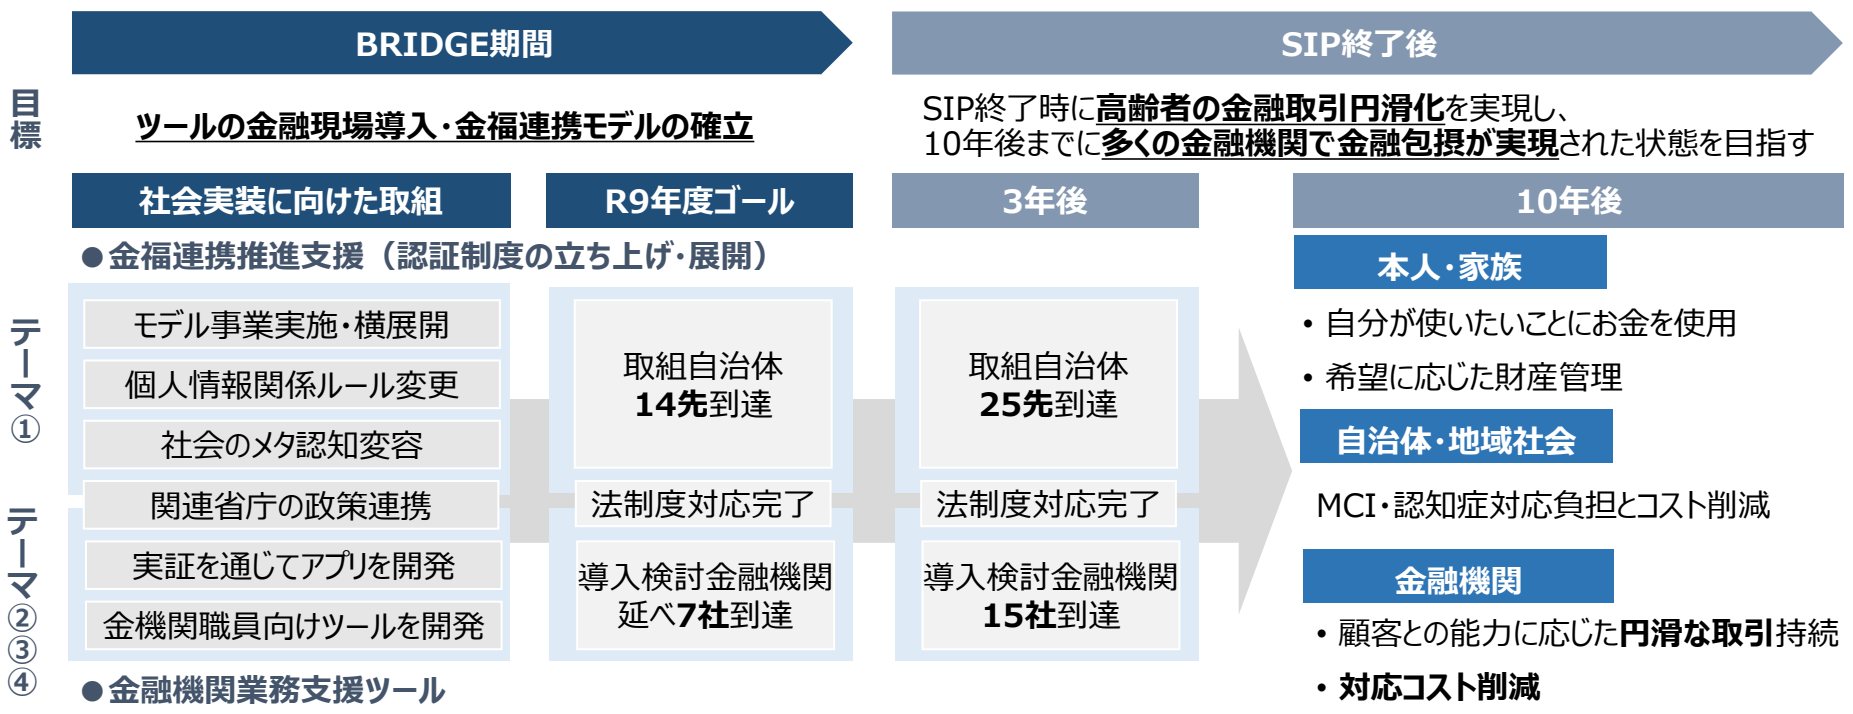 BRIDGE期間
SIP終了後
目標
ツールの金融現場導入・金福連携モデルの確立
SIP終了時に高齢者の金融取引円滑化を実現し、
10年後までに多くの金融機関で金融包摂が実現された状態を目指す
社会実装に向けた取組
R9年度ゴール
3年後
10年後
●金福連携推進支援（認証制度の立ち上げ・展開）
テーマ①
モデル事業実施・横展開
個人情報関係ルール変更
社会のメタ認知変容
関連省庁の政策連携
テーマ②③④
実証を通じてアプリを開発
金機関職員向けツールを開発
●金融機関業務支援ツール
取組自治体
14先到達
法制度対応完了
導入検討金融機関
延べ7社到達
取組自治体
25先到達
法制度対応完了
導入検討金融機関
15社到達
本人・家族
・自分が使いたいことにお金を使用
・希望に応じた財産管理
自治体・地域社会
MCI・認知症対応負担とコスト削減
金融機関
・顧客との能力に応じた円滑な取引持続
・対応コスト削減